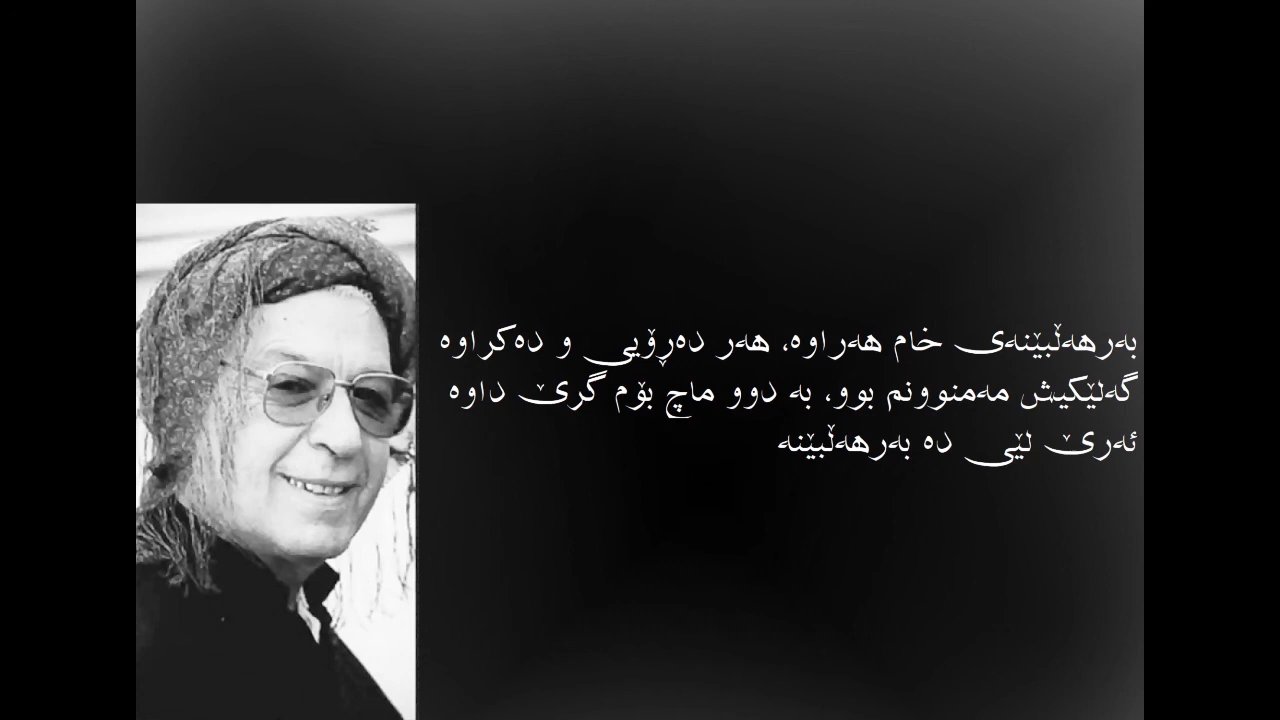 بەرهەڵبێنەی خام هەراوە، هەر دەڕۆیی و دەکراوە
گەلێکیش مەمنوونم بوو، بە دوو ماچ بۆم گرێ داوە
ئەرێ لێی دە بەرهەڵبێنە